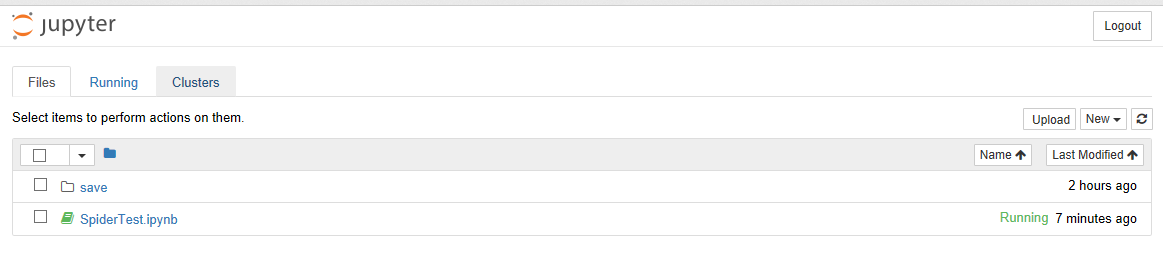 jupyter
Logout
Files Running Clusters
Select items to perform actions on them.
Upload New
Name Last Modified
save 2 hours ago
SpiderTest.ipynb Running 7 minutes ago